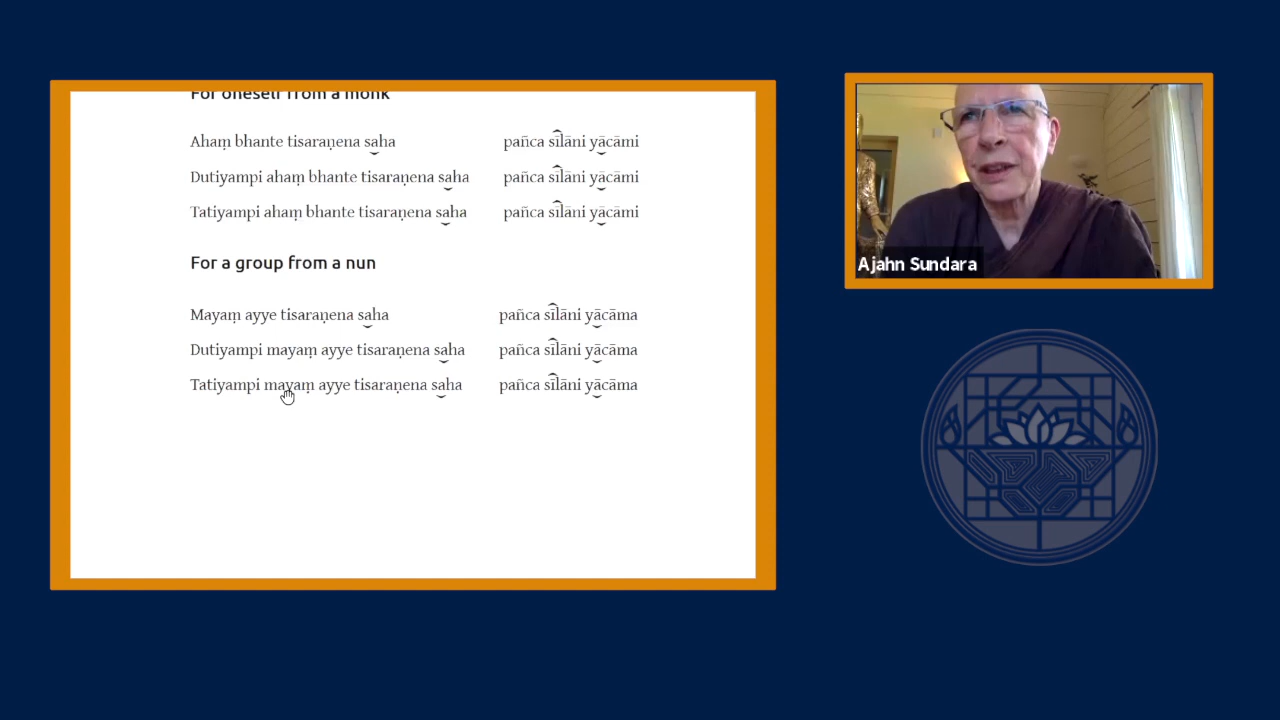 For oneself from a monk
Ahaṃ bhante tisaraṇena saha pañca sīlāni yācāmi
Dutiyampi ahaṃ bhante tisaraṇena saha pañca sīlāni yācāmi
Tatiyampi ahaṃ bhante tisaraṇena saha pañca sīlāni yācāmi
For a group from a nun
Mayaṃ ayye tisaraṇena saha pañca sīlāni yācāma
Dutiyampi mayaṃ ayye tisaraṇena saha pañca sīlāni yācāma
Tatiyampi mayaṃ ayye tisaraṇena saha pañca sīlāni yācāma
Ajahn Sundara